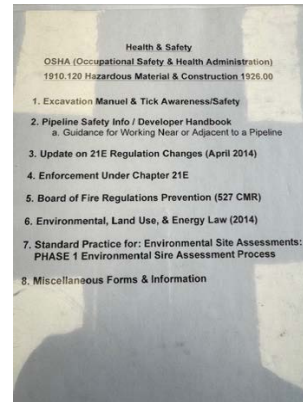 Health & Safety
OSHA (Occupational Safety & Health Administration)
1910.120 Hazardous Material & Construction 1926.00
1. Excavation Manuel & Tick Awareness/Safety
2. Pipeline Safety Info / Developer Handbook
a. Guidance for Working Near or Adjacent to a Pipeline
3. Update on 21E Regulation Changes (April 2014)
4. Enforcement Under Chapter 21E
5. Board of Fire Regulations Prevention (527 CMR)
6. Environmental, Land Use, & Energy Law (2014)
7. Standard Practice for: Environmental Site Assessments:
PHASE 1 Environmental Sire Assessment Process
8. Miscellaneous Forms & Information